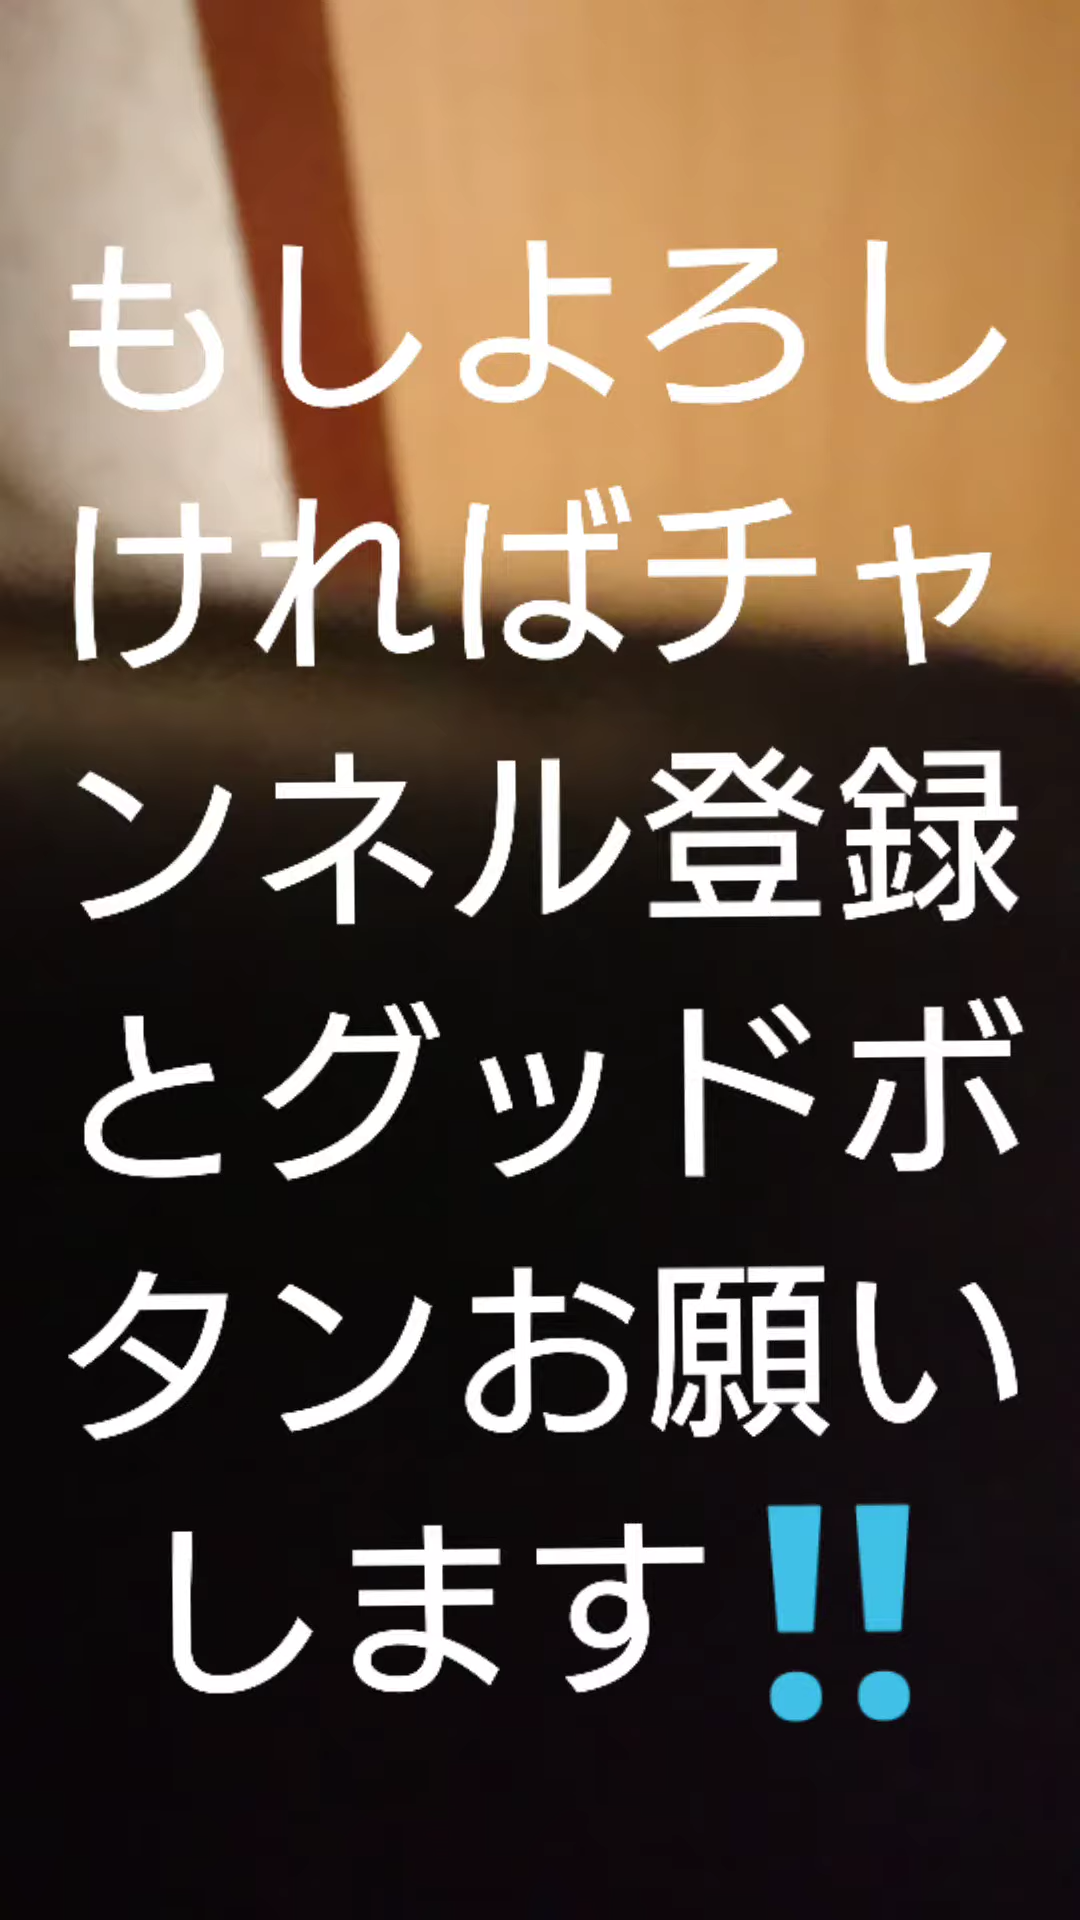 もしよろし
ければチャ
ンネル登録
とグッドボ
タンお願い
します‼